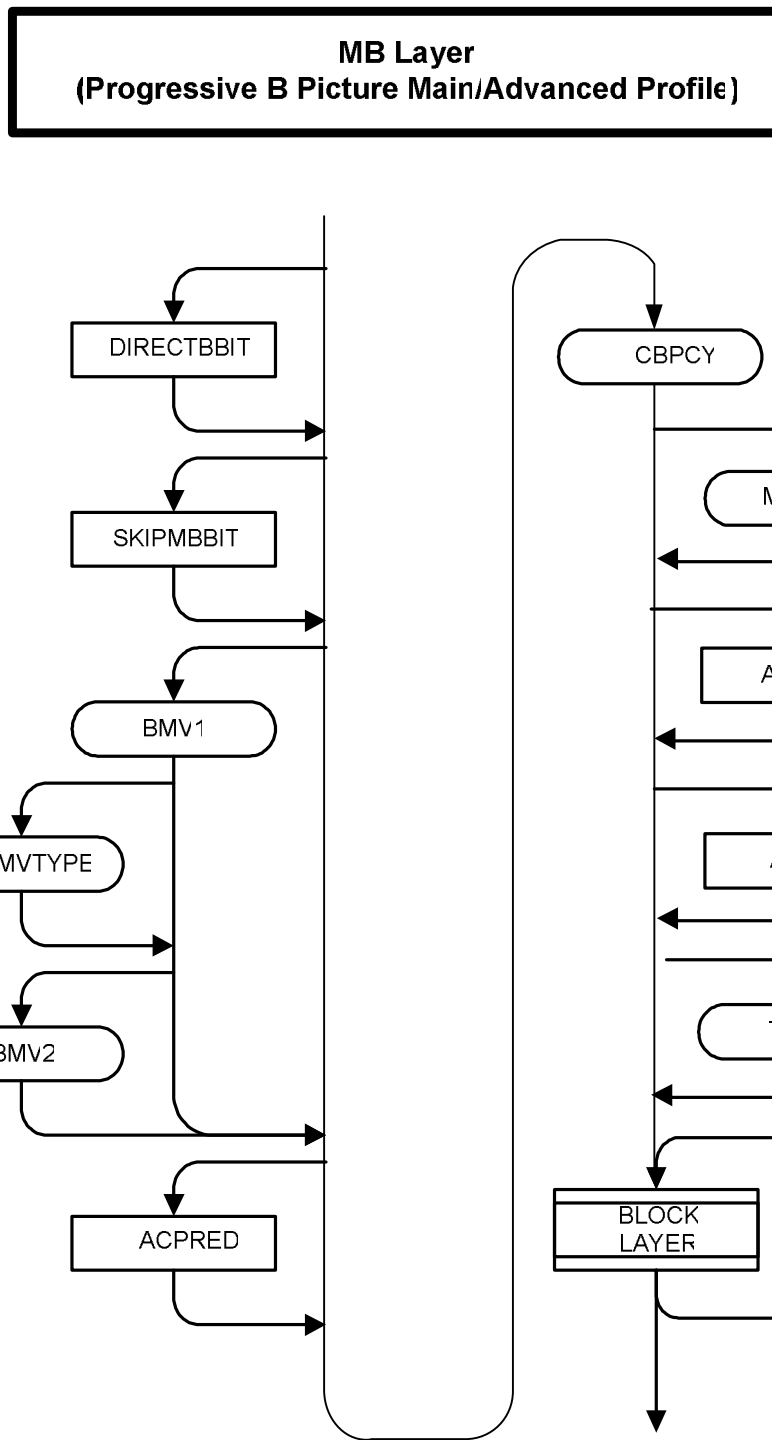 MB Layer
(Progressive B Picture Main/Advanced Profile)
DIRECTBBIT
SKIPMBBIT
BMV1
MVTYPE
BMV2
ACPRED
CBPCY
BLOCK
LAYER